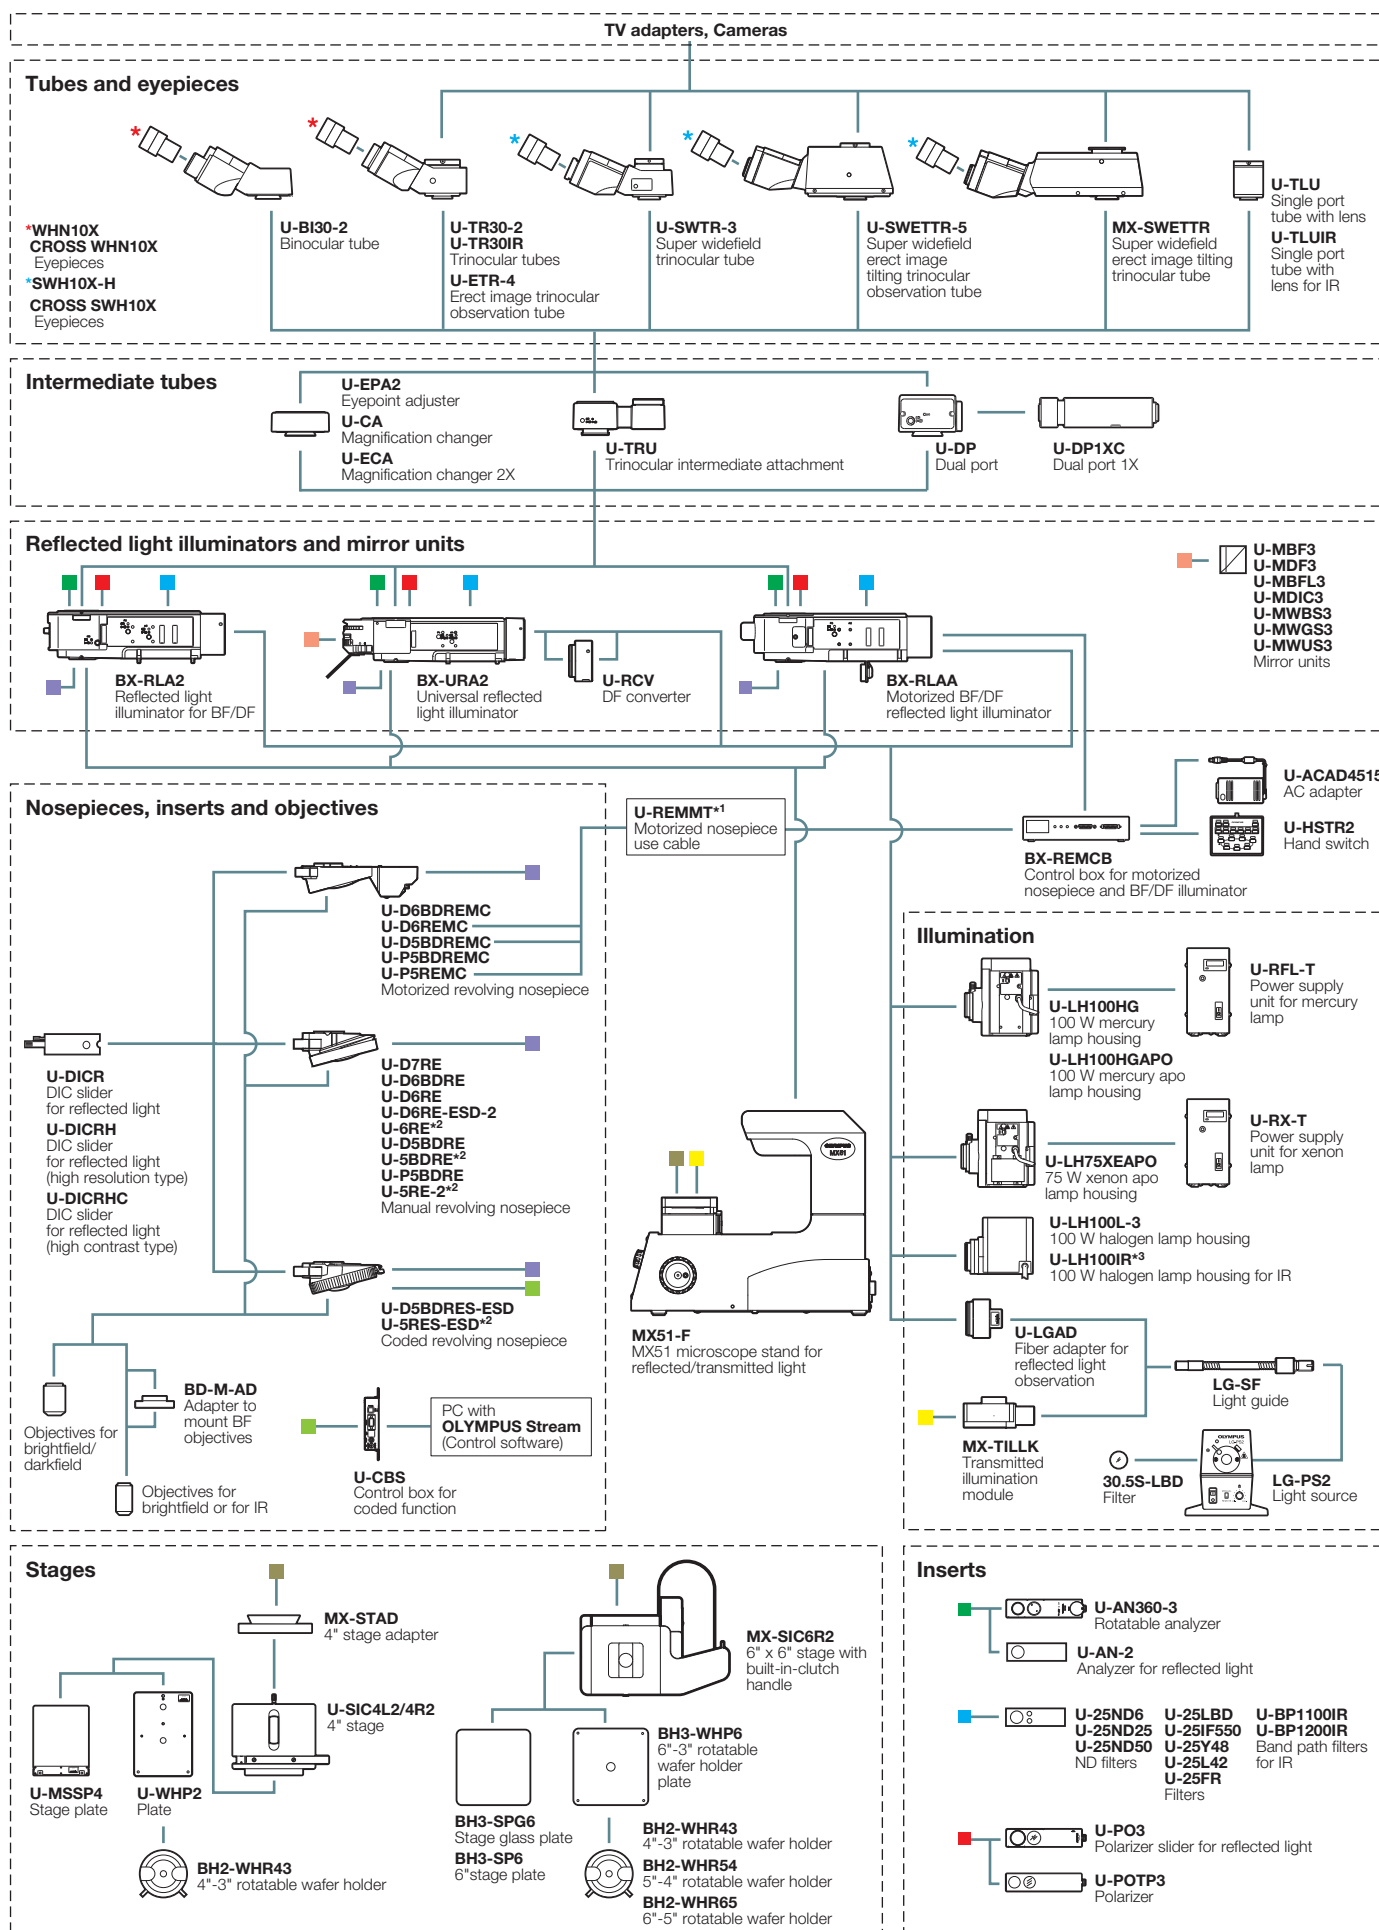 TV adapters, Cameras
Tubes and eyepieces
*WHN10X
CROSS WHN10X
Eyepieces
*SWH10X-H
CROSS SWH10X
Eyepieces
U-BI30-2
Binocular tube
U-TR30-2
U-TR30IR
Trinocular tubes
U-ETR-4
Erect image trinocular
observation tube
U-SWTR-3
Super widefield
trinocular tube
U-SWETTR-5
Super widefield
erect image
tilting trinocular
observation tube
MX-SWETTR
Super widefield
erect image tilting
trinocular tube
U-TLU
Single port
tube with lens
U-TLUIR
Single port
tube with
lens for IR
Intermediate tubes
U-EPA2
Eyepoint adjuster
U-CA
Magnification changer
U-ECA
Magnification changer 2X
U-TRU
Trinocular intermediate attachment
U-DP
Dual port
U-DP1XC
Dual port 1X
Reflected light illuminators and mirror units
BX-RLA2
Reflected light
illuminator for BF/DF
BX-URA2
Universal reflected
light illuminator
U-RCV
DF converter
BX-RLAA
Motorized BF/DF
reflected light illuminator
U-MBF3
U-MDF3
U-MBFL3
U-MDIC3
U-MWBS3
U-MWGS3
U-MWUS3
Mirror units
Nosepieces, inserts and objectives
U-REMMT*1
Motorized nosepiece
use cable
BX-REMCB
Control box for motorized
nosepiece and BF/DF illuminator
U-ACAD4515
AC adapter
U-HSTR2
Hand switch
U-D6BDREMC
U-D6REMC
U-D5BDREMC
U-P5BDREMC
U-P5REMC
Motorized revolving nosepiece
U-DICR
DIC slider
for reflected light
U-DICRH
DIC slider
for reflected light
(high resolution type)
U-DICRHC
DIC slider
for reflected light
(high contrast type)
U-D7RE
U-D6BDRE
U-D6RE
U-D6RE-ESD-2
U-6RE*2
U-D5BDRE
U-5BDRE*2
U-P5BDRE
U-5RE-2*2
Manual revolving nosepiece
U-D5BDRES-ESD
U-5RES-ESD*2
Coded revolving nosepiece
Objectives for
brightfield/
darkfield
BD-M-AD
Adapter to
mount BF
objectives
Objectives for
brightfield or for IR
U-CBS
Control box for
coded function
PC with
OLYMPUS Stream
(Control software)
OLYMPUS
MX51
MX51-F
MX51 microscope stand for
reflected/transmitted light
Illumination
U-LH100HG
100 W mercury
lamp housing
U-LH100HGAPO
100 W mercury apo
lamp housing
U-RFL-T
Power supply
unit for mercury
lamp
U-LH75XEAPO
75 W xenon apo
lamp housing
U-RX-T
Power supply
unit for xenon
lamp
U-LH100L-3
100 W halogen lamp housing
U-LH100IR*3
100 W halogen lamp housing for IR
U-LGAD
Fiber adapter for
reflected light
observation
LG-SF
Light guide
MX-TILLK
Transmitted
illumination
module
30.5S-LBD
Filter
OLYMPUS
LG-PS2
LG-PS2
Light source
Stages
MX-STAD
4" stage adapter
U-SIC4L2/4R2
4" stage
U-MSSP4
Stage plate
U-WHP2
Plate
BH2-WHR43
4"-3" rotatable wafer holder
MX-SIC6R2
6" x 6" stage with
built-in-clutch
handle
BH3-SPG6
Stage glass plate
BH3-SP6
6"stage plate
BH3-WHP6
6"-3" rotatable
wafer holder
plate
BH2-WHR43
4"-3" rotatable wafer holder
BH2-WHR54
5"-4" rotatable wafer holder
BH2-WHR65
6"-5" rotatable wafer holder
Inserts
U-AN360-3
Rotatable analyzer
U-AN-2
Analyzer for reflected light
U-25ND6
U-25ND25
U-25ND50
ND filters
U-25LBD
U-25IF550
U-25Y48
U-25L42
U-25FR
Filters
U-BP1100IR
U-BP1200IR
Band path filters
for IR
U-PO3
Polarizer slider for reflected light
U-POTP3
Polarizer